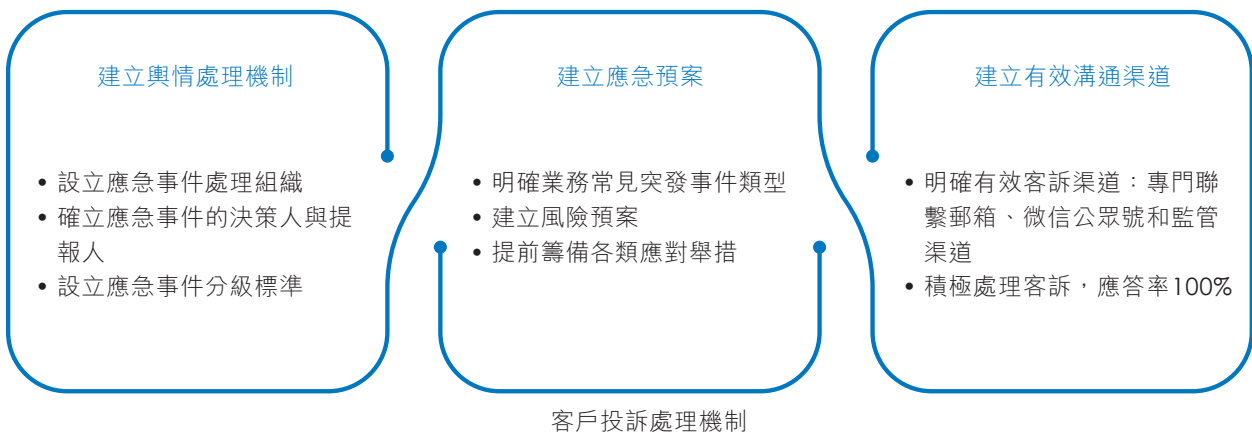 建立輿情處理機制
• 設立應急事件處理組織
• 確立應急事件的決策人與提
報人
• 設立應急事件分級標準
建立應急預案
• 明確業務常見突發事件類型
• 建立風險預案
• 提前籌備各類應對舉措
建立有效溝通渠道
• 明確有效客訴渠道：專門聯
繫郵箱、微信公眾號和監管
渠道
• 積極處理客訴，應答率100%
客戶投訴處理機制